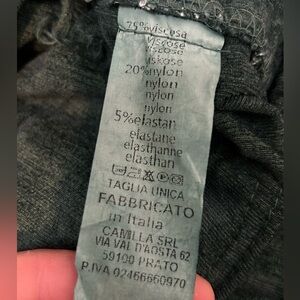 75%viscosa
viscose
viscose
viskose
20%nylon
nylon
nylon
nylon
5%elastan
elastane
elasthanne
elasthan
TAGLIA UNICA
FABBRICATO
in Italia
CAMILLA SRL
VIA VAL D'AOSTA 62
59100 PRATO
P.IVA 02466660970